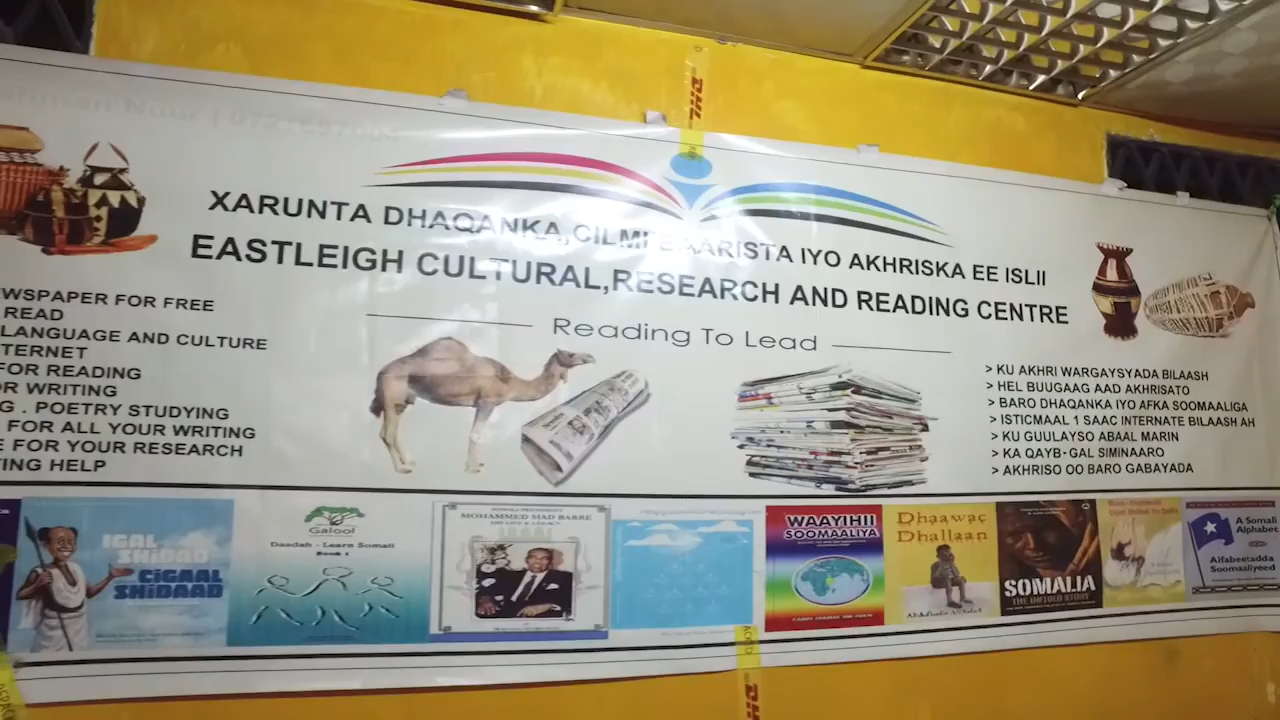 DHL
XARUNTA DHAQANKA,CILMI BAARISTA IYO AKHRISKA EE ISLII
EASTLEIGH CULTURAL,RESEARCH AND READING CENTRE
Reading To Lead
WSPAPER FOR FREE
READ
LANGUAGE AND CULTURE
TERNET
FOR READING
R WRITING
G . POETRY STUDYING
FOR ALL YOUR WRITING
E FOR YOUR RESEARCH
TING HELP
> KU AKHRI WARGAYSYADA BILAASH
> HEL BUUGAAG AAD AKHRISATO
> BARO DHAQANKA IYO AFKA SOOMAALIGA
> ISTICMAAL 1 SAAC INTERNATE BILAASH AH
> KU GUULAYSO ABAAL MARIN
> KA QAYB-GAL SIMINAARO
> AKHRISO OO BARO GABAYADA
IGAL
SHIDAD
CIGAAL
SHIDAAD
Galool
Daadah - Learn Somali
Book 1
MOHAMMED SIAD BARRE
WAAYIHII
SOOMAALIYA
Dhaawac
Dhallaan
SOMALIA
THE UNTOLD STORY
A Somali
Alphabet
Alfabeetadda
Soomaaliyeed
DHL